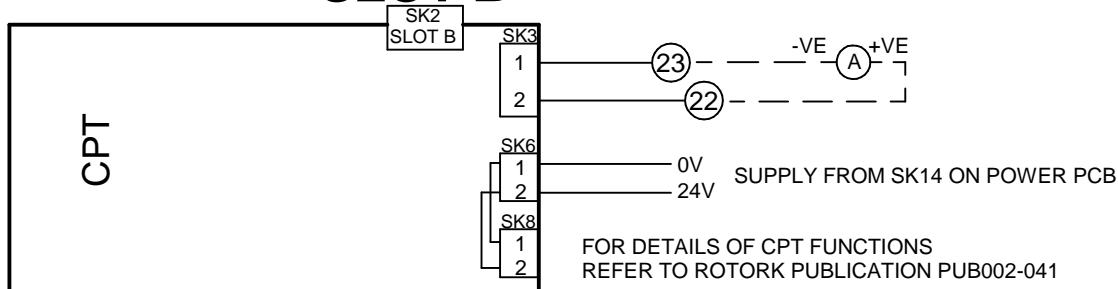 SK2
SLOT B
SK3
1
2
23
22
-VE
A
+VE
CPT
SK6
1
2
0V
24V
SUPPLY FROM SK14 ON POWER PCB
SK8
1
2
FOR DETAILS OF CPT FUNCTIONS
REFER TO ROTORK PUBLICATION PUB002-041